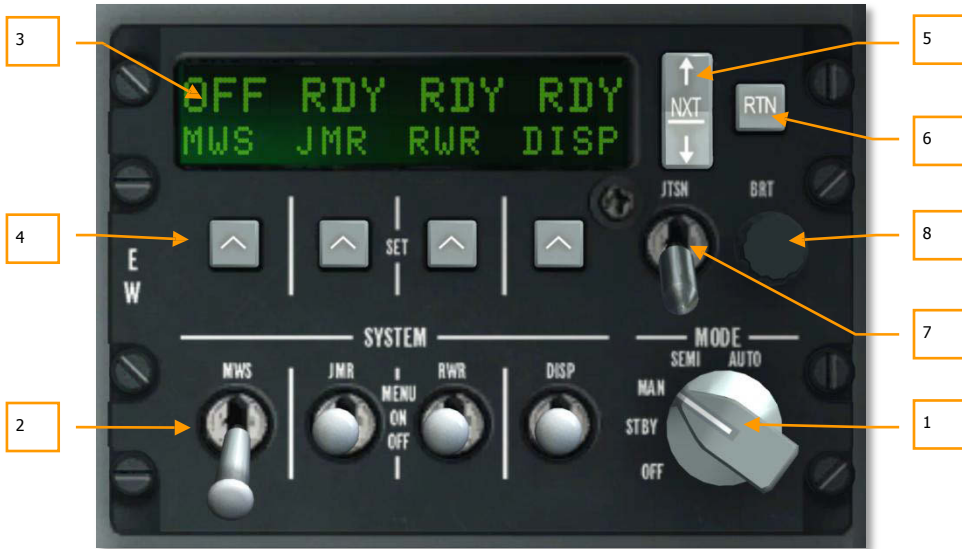 3
5
OFF RDY RDY RDY
MWS JMR RWR DISP
NXT
RTN
6
JTSN
BRT
4
SET
8
E
W
7
SYSTEM
MODE
MWS
JMR
RWR
DISP
SEMI
AUTO
MENU
MAN
2
ON
STBY
1
OFF
OFF